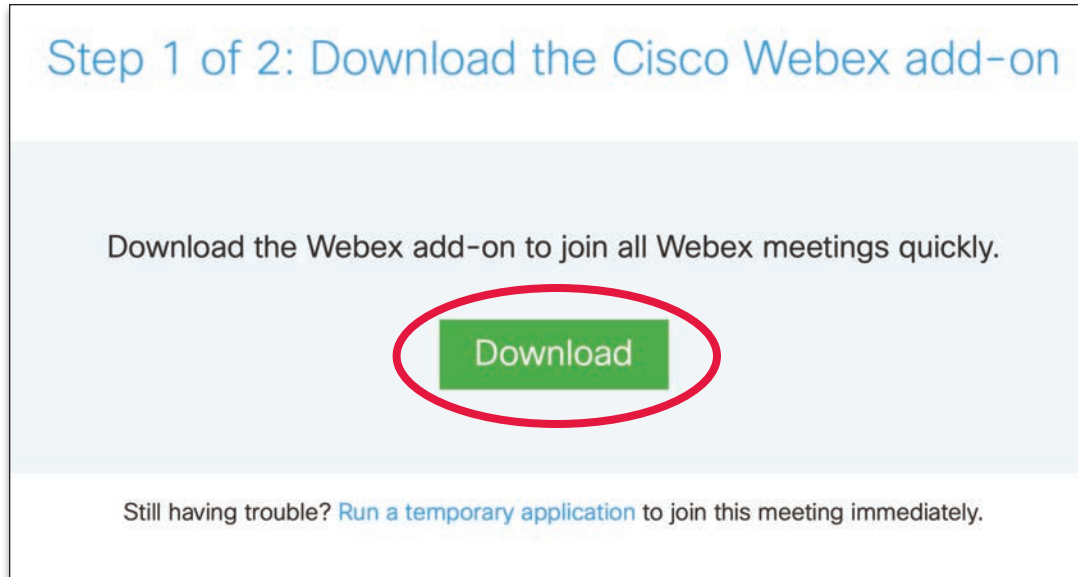 Step 1 of 2: Download the Cisco Webex add-on
Download the Webex add-on to join all Webex meetings quickly.
Download
Still having trouble? Run a temporary application to join this meeting immediately.